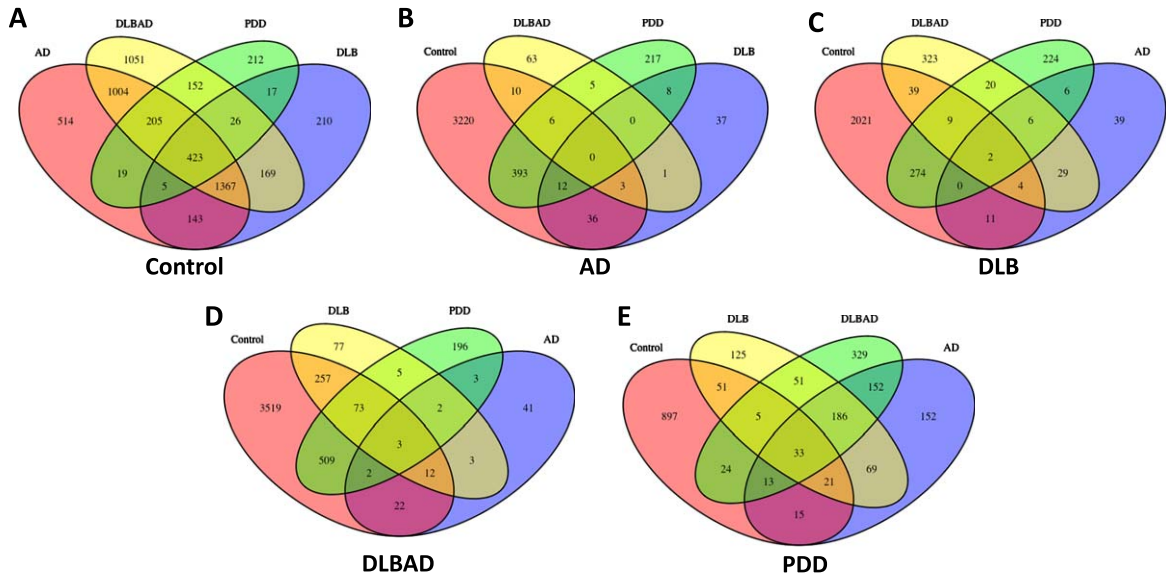 A B C
DLBAD PDD DLBAD PDD DLBAD PDD
AD DLB Control DLB Control AD
1051 212 63 217 323 224
1004 152 17 10 5 8 39 20 6
514 205 26 210 3220 6 0 37 2021 9 6 39
423 0 2
19 5 1367 169 393 12 3 1 274 0 4 29
143 36 11
Control AD DLB
D E
DLB PDD DLB DLBAD
Control AD Control AD
77 196 125 329
257 5 3 51 51 152
3519 73 2 41 897 5 186 152
3 33
509 2 12 3 24 13 21 69
22 15
DLBAD PDD